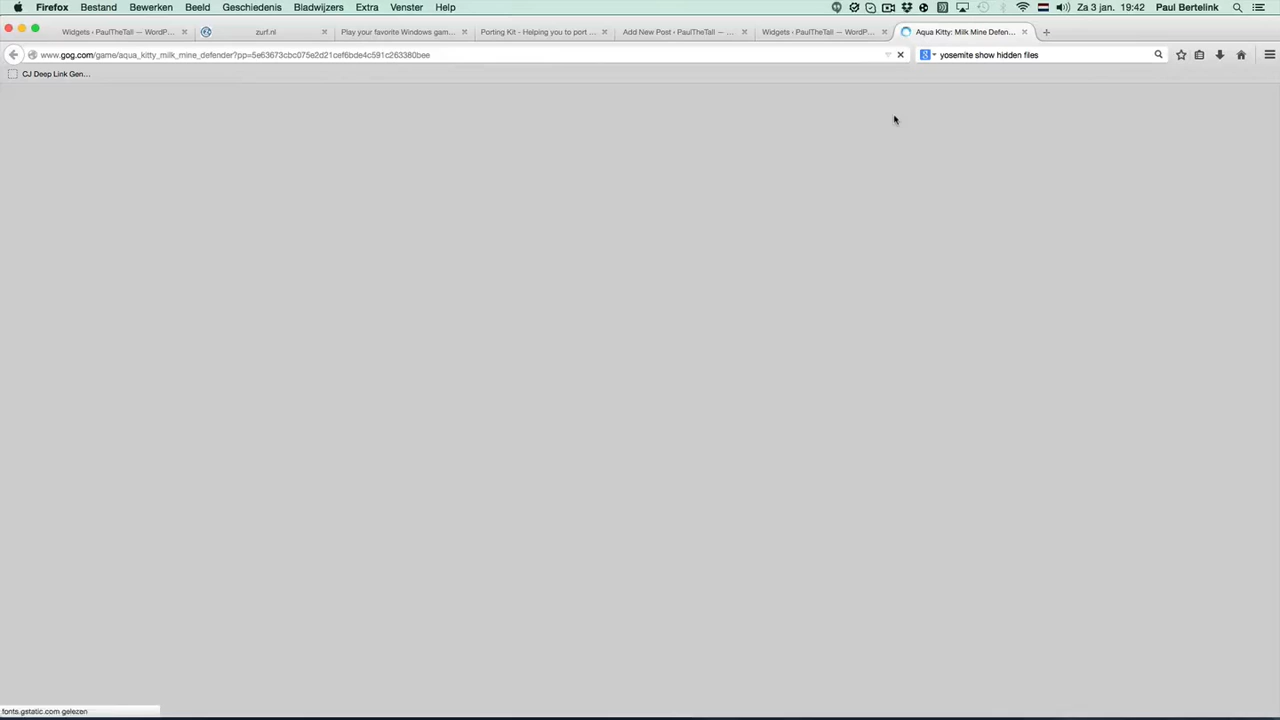 Firefox Bestand Bewerken Beeld Geschiedenis Bladwijzers Extra Venster Help Za 3 jan. 19:42 Paul Bertelink
Widgets ‹ PaulTheTall — WordP... zurf.nl Play your favorite Windows gam... Porting Kit - Helping you to port ... Add New Post ‹ PaulTheTall — ... Widgets ‹ PaulTheTall — WordP... Aqua Kitty: Milk Mine Defen...
www.gog.com/game/aqua_kitty_milk_mine_defender?pp=5e63673cbc075e2d21cef6bde4c591c263380bee yosemite show hidden files
CJ Deep Link Gen...
fonts.gstatic.com gelezen